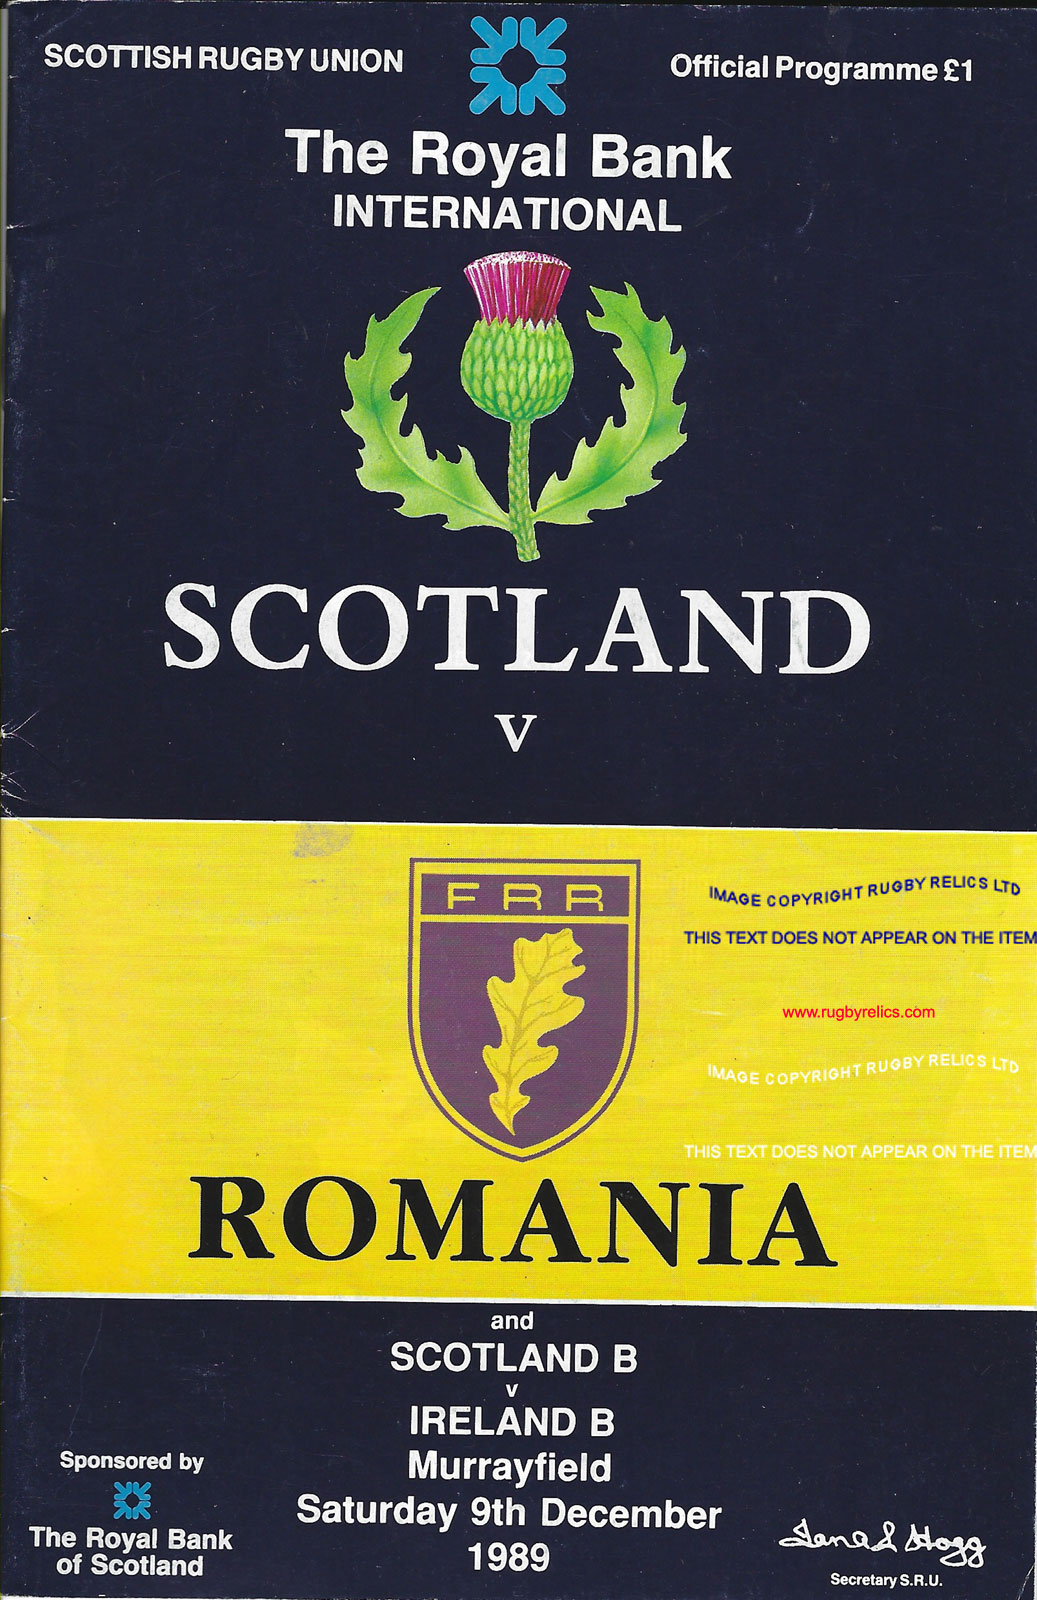 SCOTTISH RUGBY UNION
Official Programme £1
The Royal Bank
INTERNATIONAL
SCOTLAND
v
FRR
IMAGE COPYRIGHT RUGBY RELICS LTD
THIS TEXT DOES NOT APPEAR ON THE ITEM
www.rugbyrelics.com
IMAGE COPYRIGHT RUGBY RELICS LTD
THIS TEXT DOES NOT APPEAR ON THE ITEM
ROMANIA
and
SCOTLAND B
v
IRELAND B
Murrayfield
Saturday 9th December
1989
Sponsored by
The Royal Bank
of Scotland
Secretary S.R.U.